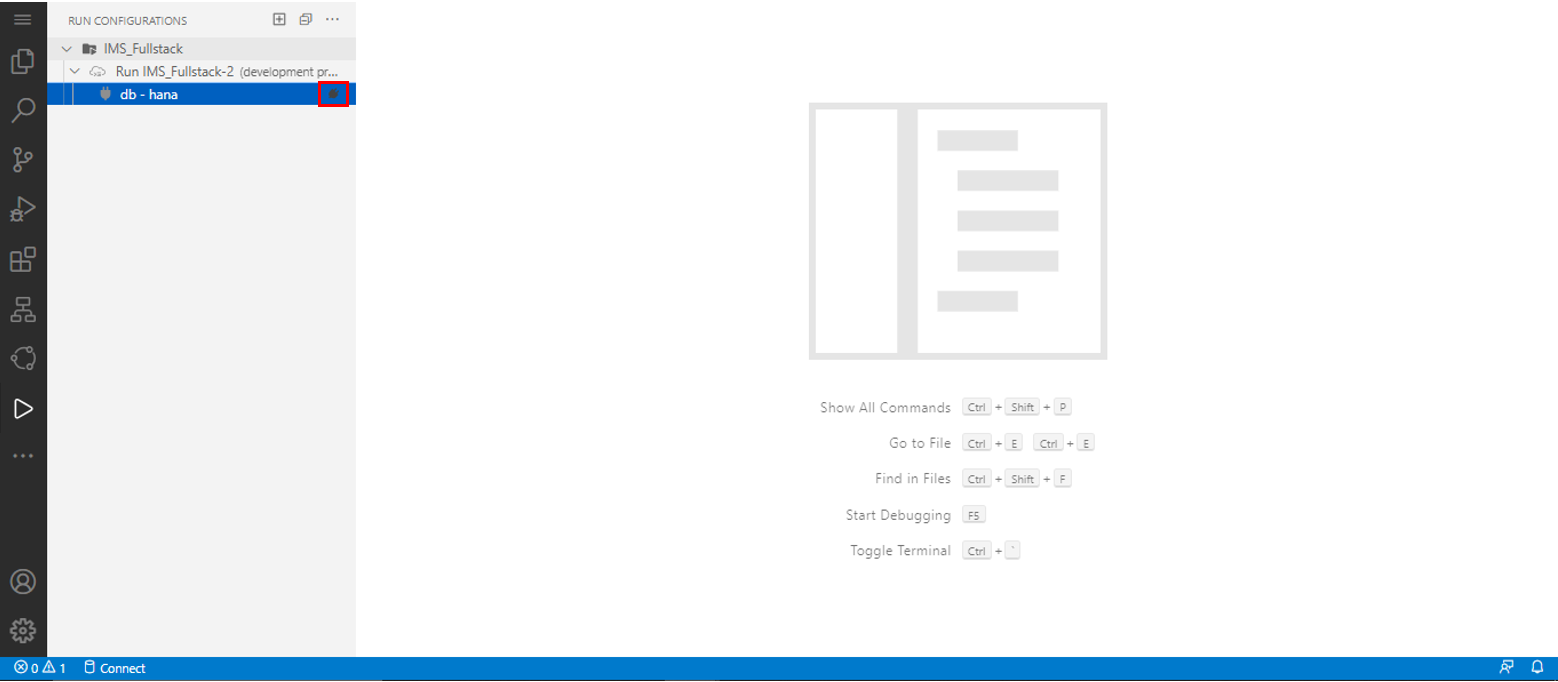 RUN CONFIGURATIONS
IMS_Fullstack
Run IMS_Fullstack-2 (development pr...
db - hana
Show All Commands Ctrl + Shift + P
Go to File Ctrl + E Ctrl + E
Find in Files Ctrl + Shift + F
Start Debugging F5
Toggle Terminal Ctrl + `
0 1 Connect